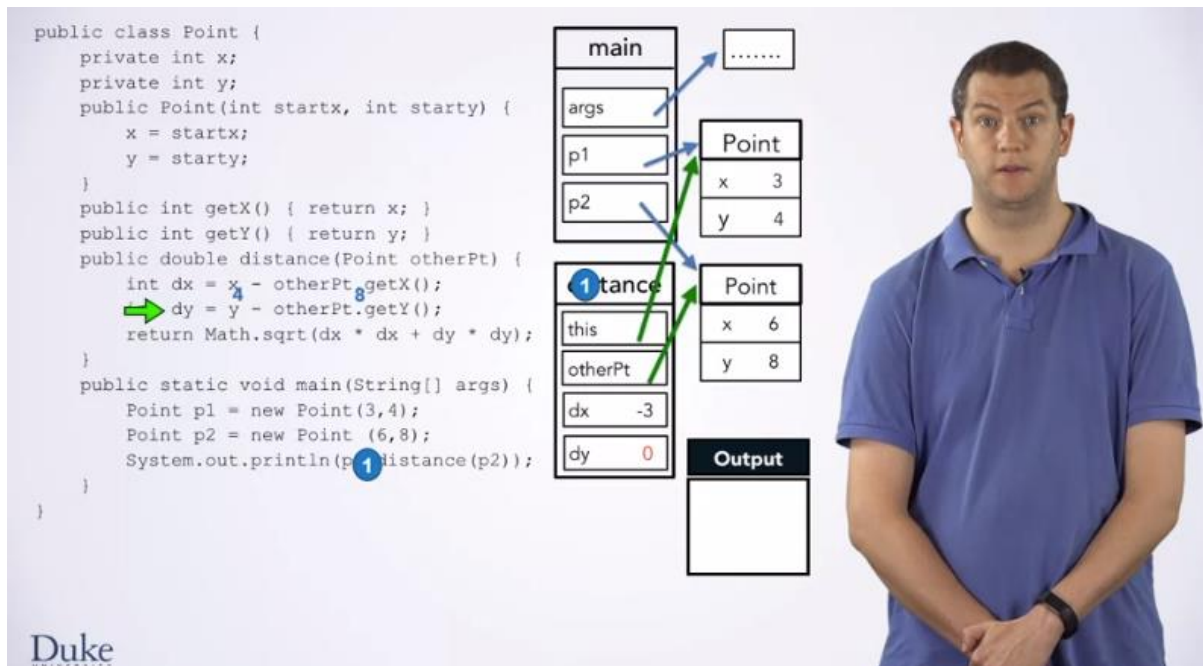 public class Point {
private int x;
private int y;
public Point(int startx, int starty) {
x = startx;
y = starty;
}
public int getX() { return x; }
public int getY() { return y; }
public double distance(Point otherPt) {
int dx = x - otherPt.getX();
4 8
dy = y - otherPt.getY();
return Math.sqrt(dx * dx + dy * dy);
}
public static void main(String[] args) {
Point p1 = new Point(3,4);
Point p2 = new Point (6,8);
System.out.println(p 1 distance(p2));
}
}
main
args
p1
p2
1 tance
this
otherPt
dx -3
dy 0
.......
Point
x 3
y 4
Point
x 6
y 8
Output
Duke